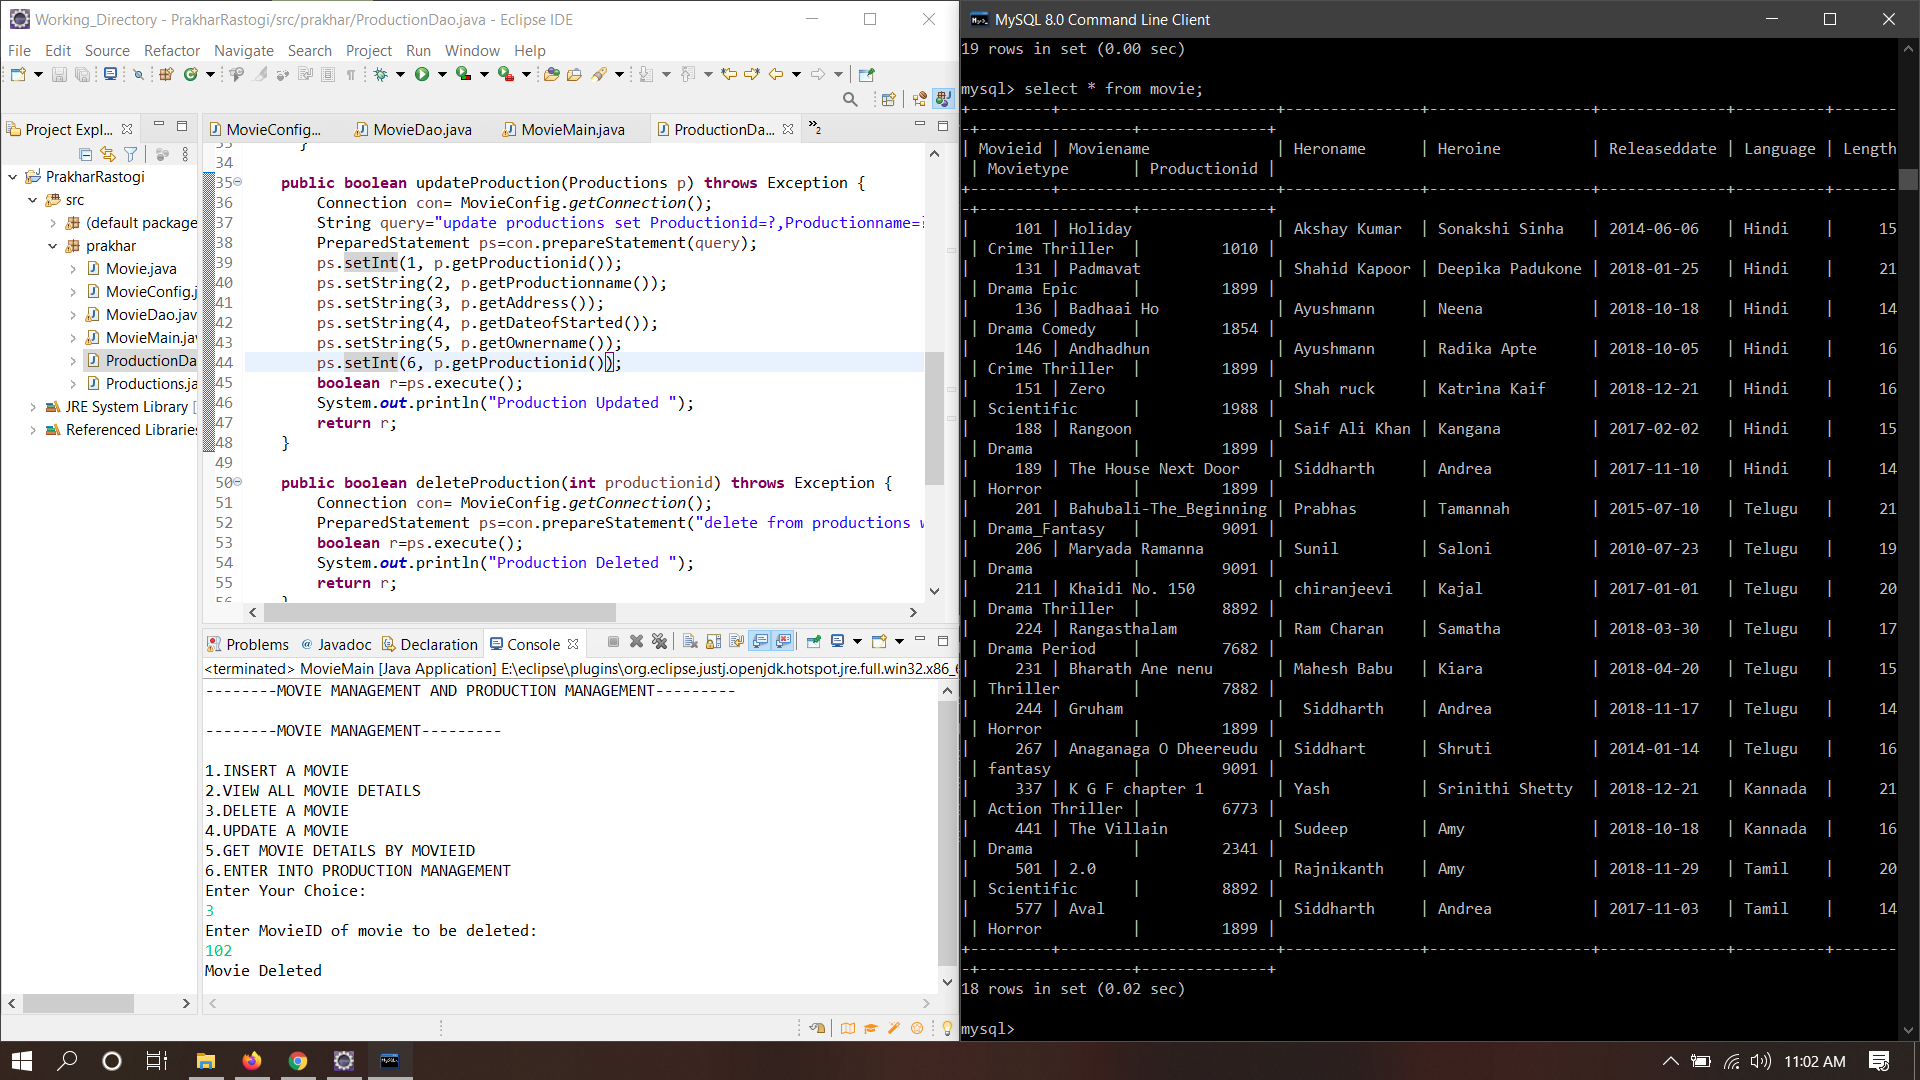 Working_Directory - PrakharRastogi/src/prakhar/ProductionDao.java - Eclipse IDE
File Edit Source Refactor Navigate Search Project Run Window Help
Project Expl...
PrakharRastogi
src
(default package
prakhar
Movie.java
MovieConfig.j
MovieDao.jav
MovieMain.jav
ProductionDa
Productions.ja
JRE System Library [
Referenced Libraries
MovieConfig... MovieDao.java MovieMain.java ProductionDa... »2
33 }
34
35 public boolean updateProduction(Productions p) throws Exception {
36 Connection con= MovieConfig.getConnection();
37 String query="update productions set Productionid=?,Productionname=?
38 PreparedStatement ps=con.prepareStatement(query);
39 ps.setInt(1, p.getProductionid());
40 ps.setString(2, p.getProductionname());
41 ps.setString(3, p.getAddress());
42 ps.setString(4, p.getDateofStarted());
43 ps.setString(5, p.getOwnername());
44 ps.setInt(6, p.getProductionid());
45 boolean r=ps.execute();
46 System.out.println("Production Updated ");
47 return r;
48 }
49
50 public boolean deleteProduction(int productionid) throws Exception {
51 Connection con= MovieConfig.getConnection();
52 PreparedStatement ps=con.prepareStatement("delete from productions w
53 boolean r=ps.execute();
54 System.out.println("Production Deleted ");
55 return r;
56 }
Problems @ Javadoc Declaration Console
<terminated> MovieMain [Java Application] E:\eclipse\plugins\org.eclipse.justj.openjdk.hotspot.jre.full.win32.x86_6
--------MOVIE MANAGEMENT AND PRODUCTION MANAGEMENT---------
--------MOVIE MANAGEMENT---------
1.INSERT A MOVIE
2.VIEW ALL MOVIE DETAILS
3.DELETE A MOVIE
4.UPDATE A MOVIE
5.GET MOVIE DETAILS BY MOVIEID
6.ENTER INTO PRODUCTION MANAGEMENT
Enter Your Choice:
3
Enter MovieID of movie to be deleted:
102
Movie Deleted
MySQL 8.0 Command Line Client
19 rows in set (0.00 sec)
mysql> select * from movie;
+---------+------------------------+---------------+------------------+--------------+----------+-------
-+-----------------+--------------+
| Movieid | Moviename | Heroname | Heroine | Releaseddate | Language | Length
| Movietype | Productionid |
+---------+------------------------+---------------+------------------+--------------+----------+-------
-+-----------------+--------------+
| 101 | Holiday | Akshay Kumar | Sonakshi Sinha | 2014-06-06 | Hindi | 15
| Crime Thriller | 1010 |
| 131 | Padmavat | Shahid Kapoor | Deepika Padukone | 2018-01-25 | Hindi | 21
| Drama Epic | 1899 |
| 136 | Badhaai Ho | Ayushmann | Neena | 2018-10-18 | Hindi | 14
| Drama Comedy | 1854 |
| 146 | Andhadhun | Ayushmann | Radika Apte | 2018-10-05 | Hindi | 16
| Crime Thriller | 1899 |
| 151 | Zero | Shah ruck | Katrina Kaif | 2018-12-21 | Hindi | 16
| Scientific | 1988 |
| 188 | Rangoon | Saif Ali Khan | Kangana | 2017-02-02 | Hindi | 15
| Drama | 1899 |
| 189 | The House Next Door | Siddharth | Andrea | 2017-11-10 | Hindi | 14
| Horror | 1899 |
| 201 | Bahubali-The_Beginning | Prabhas | Tamannah | 2015-07-10 | Telugu | 21
| Drama_Fantasy | 9091 |
| 206 | Maryada Ramanna | Sunil | Saloni | 2010-07-23 | Telugu | 19
| Drama | 9091 |
| 211 | Khaidi No. 150 | chiranjeevi | Kajal | 2017-01-01 | Telugu | 20
| Drama Thriller | 8892 |
| 224 | Rangasthalam | Ram Charan | Samatha | 2018-03-30 | Telugu | 17
| Drama Period | 7682 |
| 231 | Bharath Ane nenu | Mahesh Babu | Kiara | 2018-04-20 | Telugu | 15
| Thriller | 7882 |
| 244 | Gruham | Siddharth | Andrea | 2018-11-17 | Telugu | 14
| Horror | 1899 |
| 267 | Anaganaga O Dheereudu | Siddhart | Shruti | 2014-01-14 | Telugu | 16
| fantasy | 9091 |
| 337 | K G F chapter 1 | Yash | Srinithi Shetty | 2018-12-21 | Kannada | 21
| Action Thriller | 6773 |
| 441 | The Villain | Sudeep | Amy | 2018-10-18 | Kannada | 16
| Drama | 2341 |
| 501 | 2.0 | Rajnikanth | Amy | 2018-11-29 | Tamil | 20
| Scientific | 8892 |
| 577 | Aval | Siddharth | Andrea | 2017-11-03 | Tamil | 14
| Horror | 1899 |
+---------+------------------------+---------------+------------------+--------------+----------+-------
-+-----------------+--------------+
18 rows in set (0.02 sec)
mysql>
11:02 AM